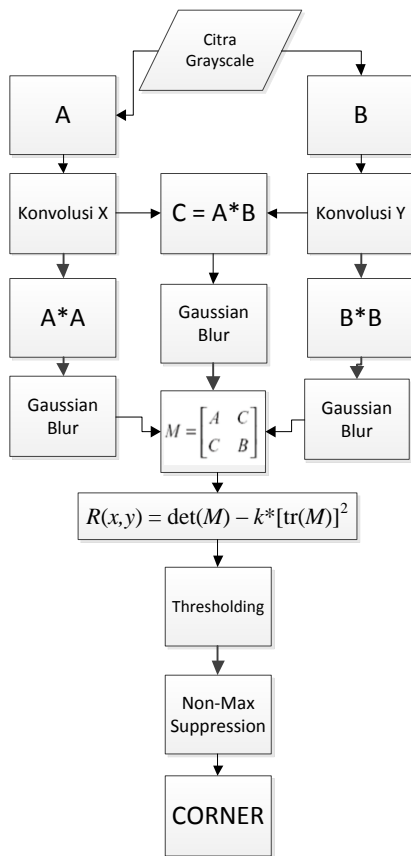 Citra
Grayscale
A
B
Konvolusi X
C = A*B
Konvolusi Y
A*A
Gaussian
Blur
B*B
Gaussian
Blur
M = [A C
C B]
Gaussian
Blur
R(x,y) = det(M) – k*[tr(M)]²
Thresholding
Non-Max
Suppression
CORNER